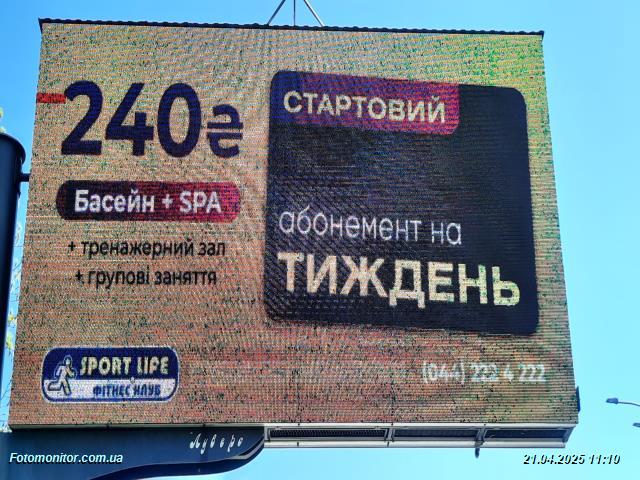 240₴
Басейн + SPA
+ тренажерний зал
+ групові заняття
СТАРТОВИЙ
абонемент на
ТИЖДЕНЬ
SPORT LIFE
ФІТНЕС КЛУБ
(044) 222 4 222
Луверс
Fotomonitor.com.ua
21.04.2025 11:10